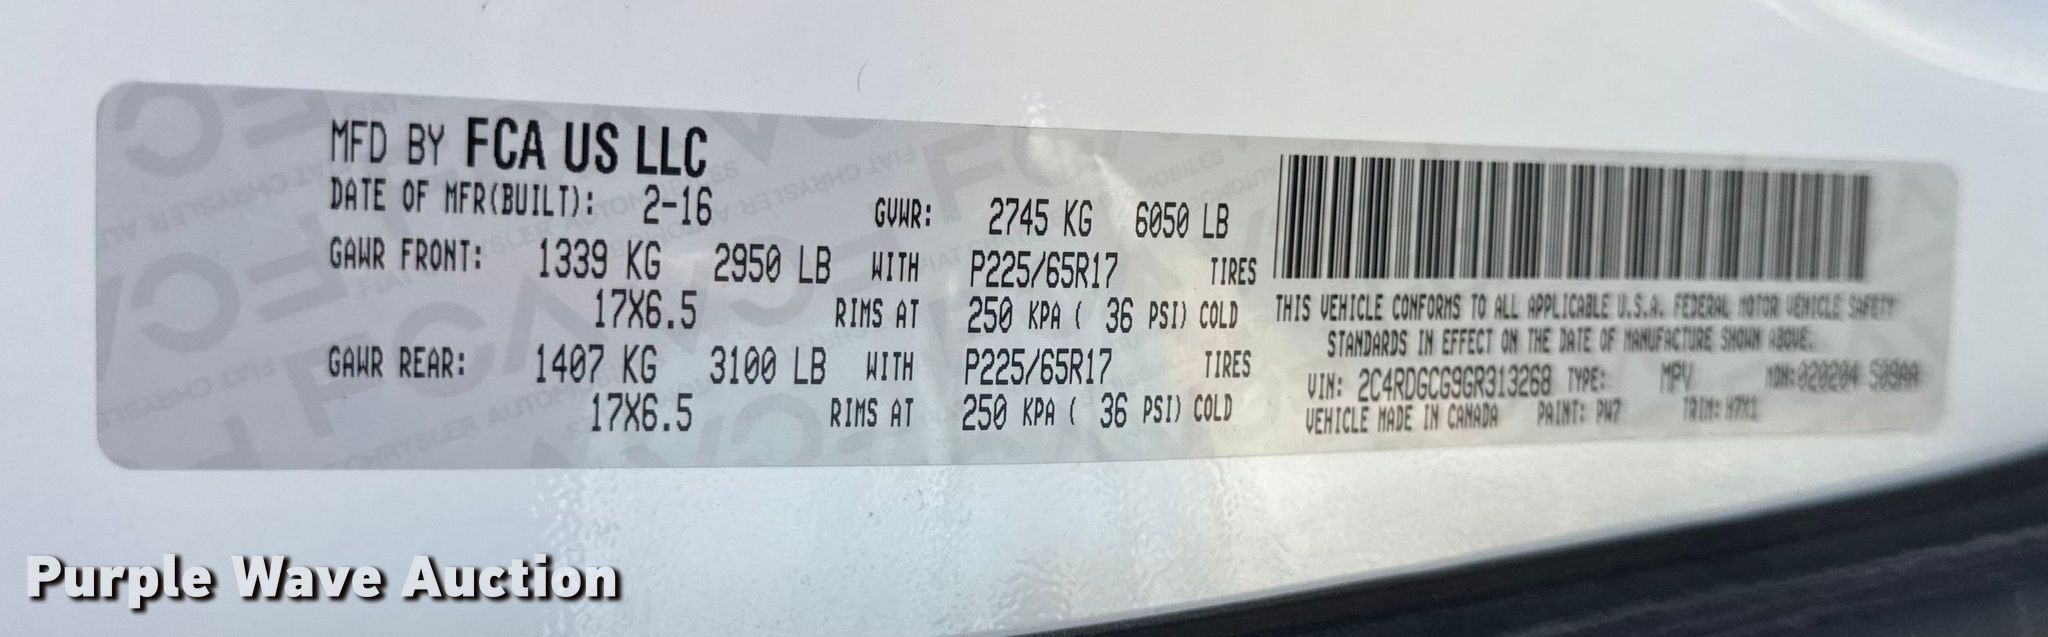 MFD BY FCA US LLC
DATE OF MFR(BUILT): 2-16 GVWR: 2745 KG 6050 LB
GAWR FRONT: 1339 KG 2950 LB WITH P225/65R17 TIRES
17X6.5 RIMS AT 250 KPA ( 36 PSI) COLD
GAWR REAR: 1407 KG 3100 LB WITH P225/65R17 TIRES
17X6.5 RIMS AT 250 KPA ( 36 PSI) COLD
THIS VEHICLE CONFORMS TO ALL APPLICABLE U.S.A. FEDERAL MOTOR VEHICLE SAFETY
STANDARDS IN EFFECT ON THE DATE OF MANUFACTURE SHOWN ABOVE.
VIN: 2C4RDGCG9GR313268 TYPE: MPV MDH:
VEHICLE MADE IN CANADA PAINT: PW7 TRIM:
Purple Wave Auction